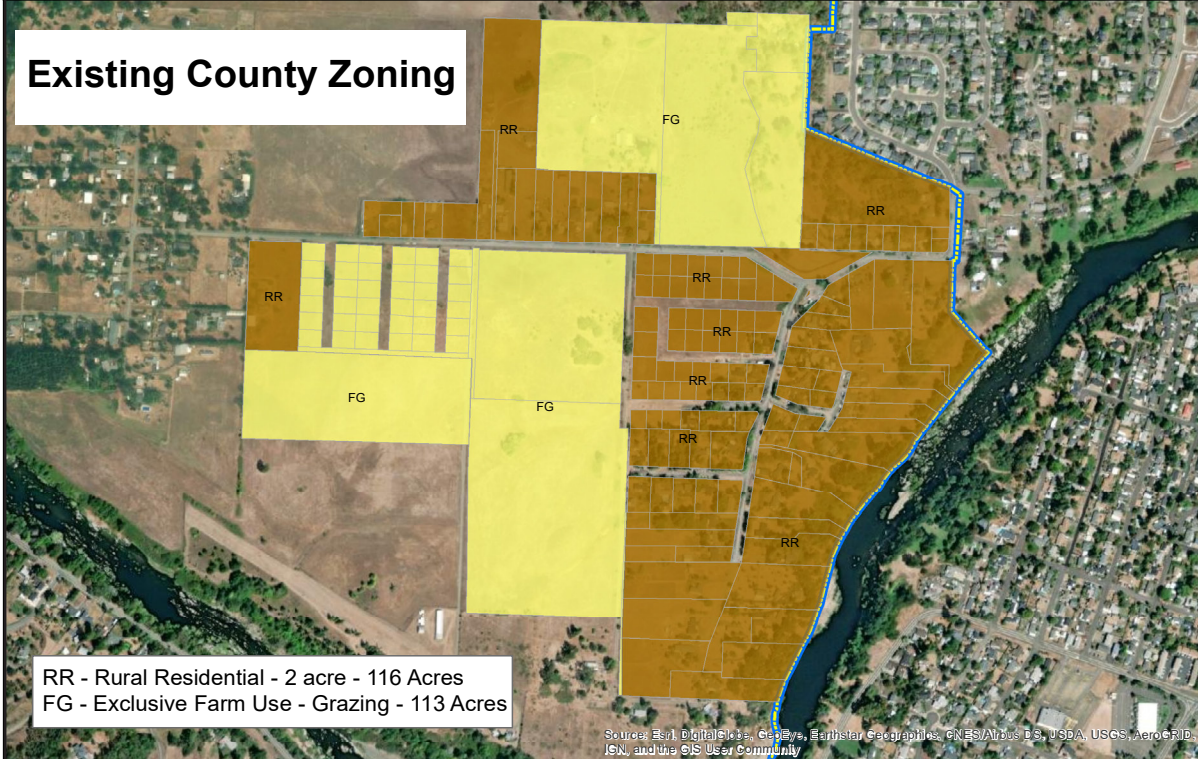 Existing County Zoning
RR
FG
RR
RR
RR
RR
RR
FG
FG
RR
RR
RR - Rural Residential - 2 acre - 116 Acres
FG - Exclusive Farm Use - Grazing - 113 Acres
Source: Esri, DigitalGlobe, GeoEye, Earthstar Geographics, CNES/Airbus DS, USDA, USGS, AeroGRID,
IGN, and the GIS User Community